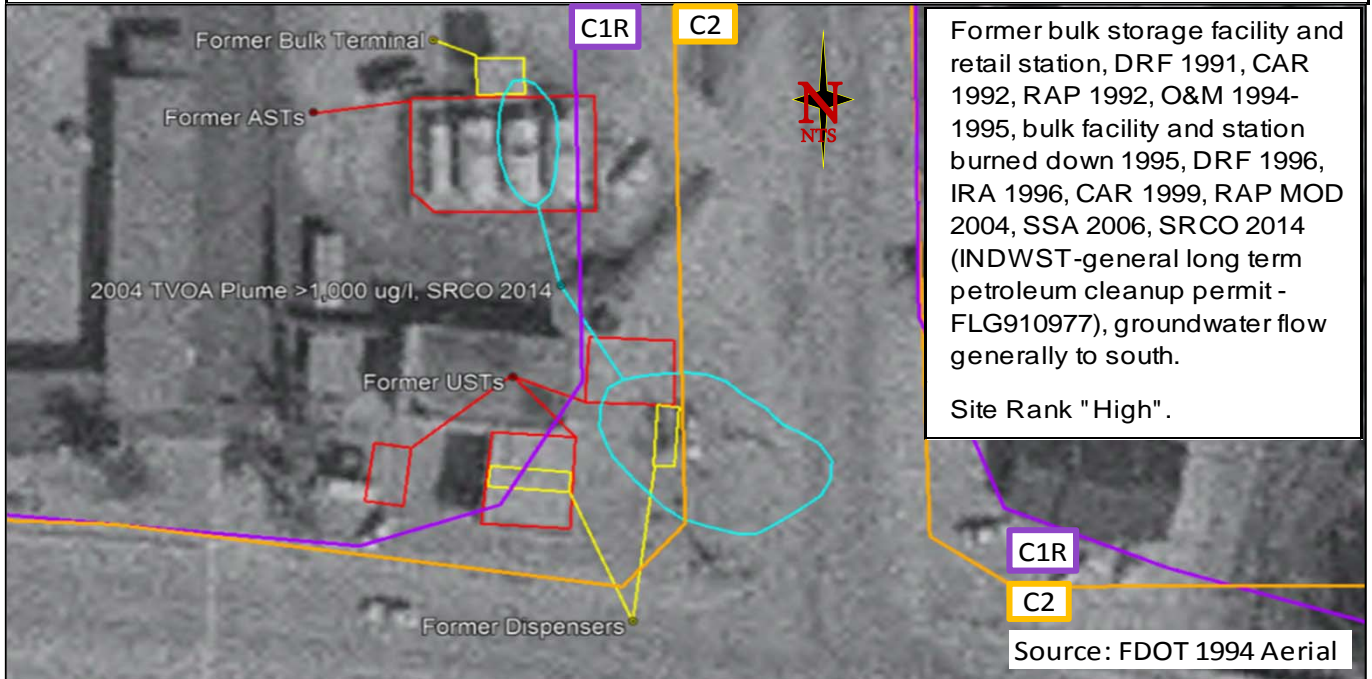 C1R
C2
Former Bulk Terminal
Former ASTs
N
NTS
2004 TVOA Plume >1,000 ug/l, SRCO 2014
Former USTs
Former Dispensers
Former bulk storage facility and
retail station, DRF 1991, CAR
1992, RAP 1992, O&M 1994-
1995, bulk facility and station
burned down 1995, DRF 1996,
IRA 1996, CAR 1999, RAP MOD
2004, SSA 2006, SRCO 2014
(INDWST-general long term
petroleum cleanup permit -
FLG910977), groundwater flow
generally to south.
Site Rank "High".
C1R
C2
Source: FDOT 1994 Aerial